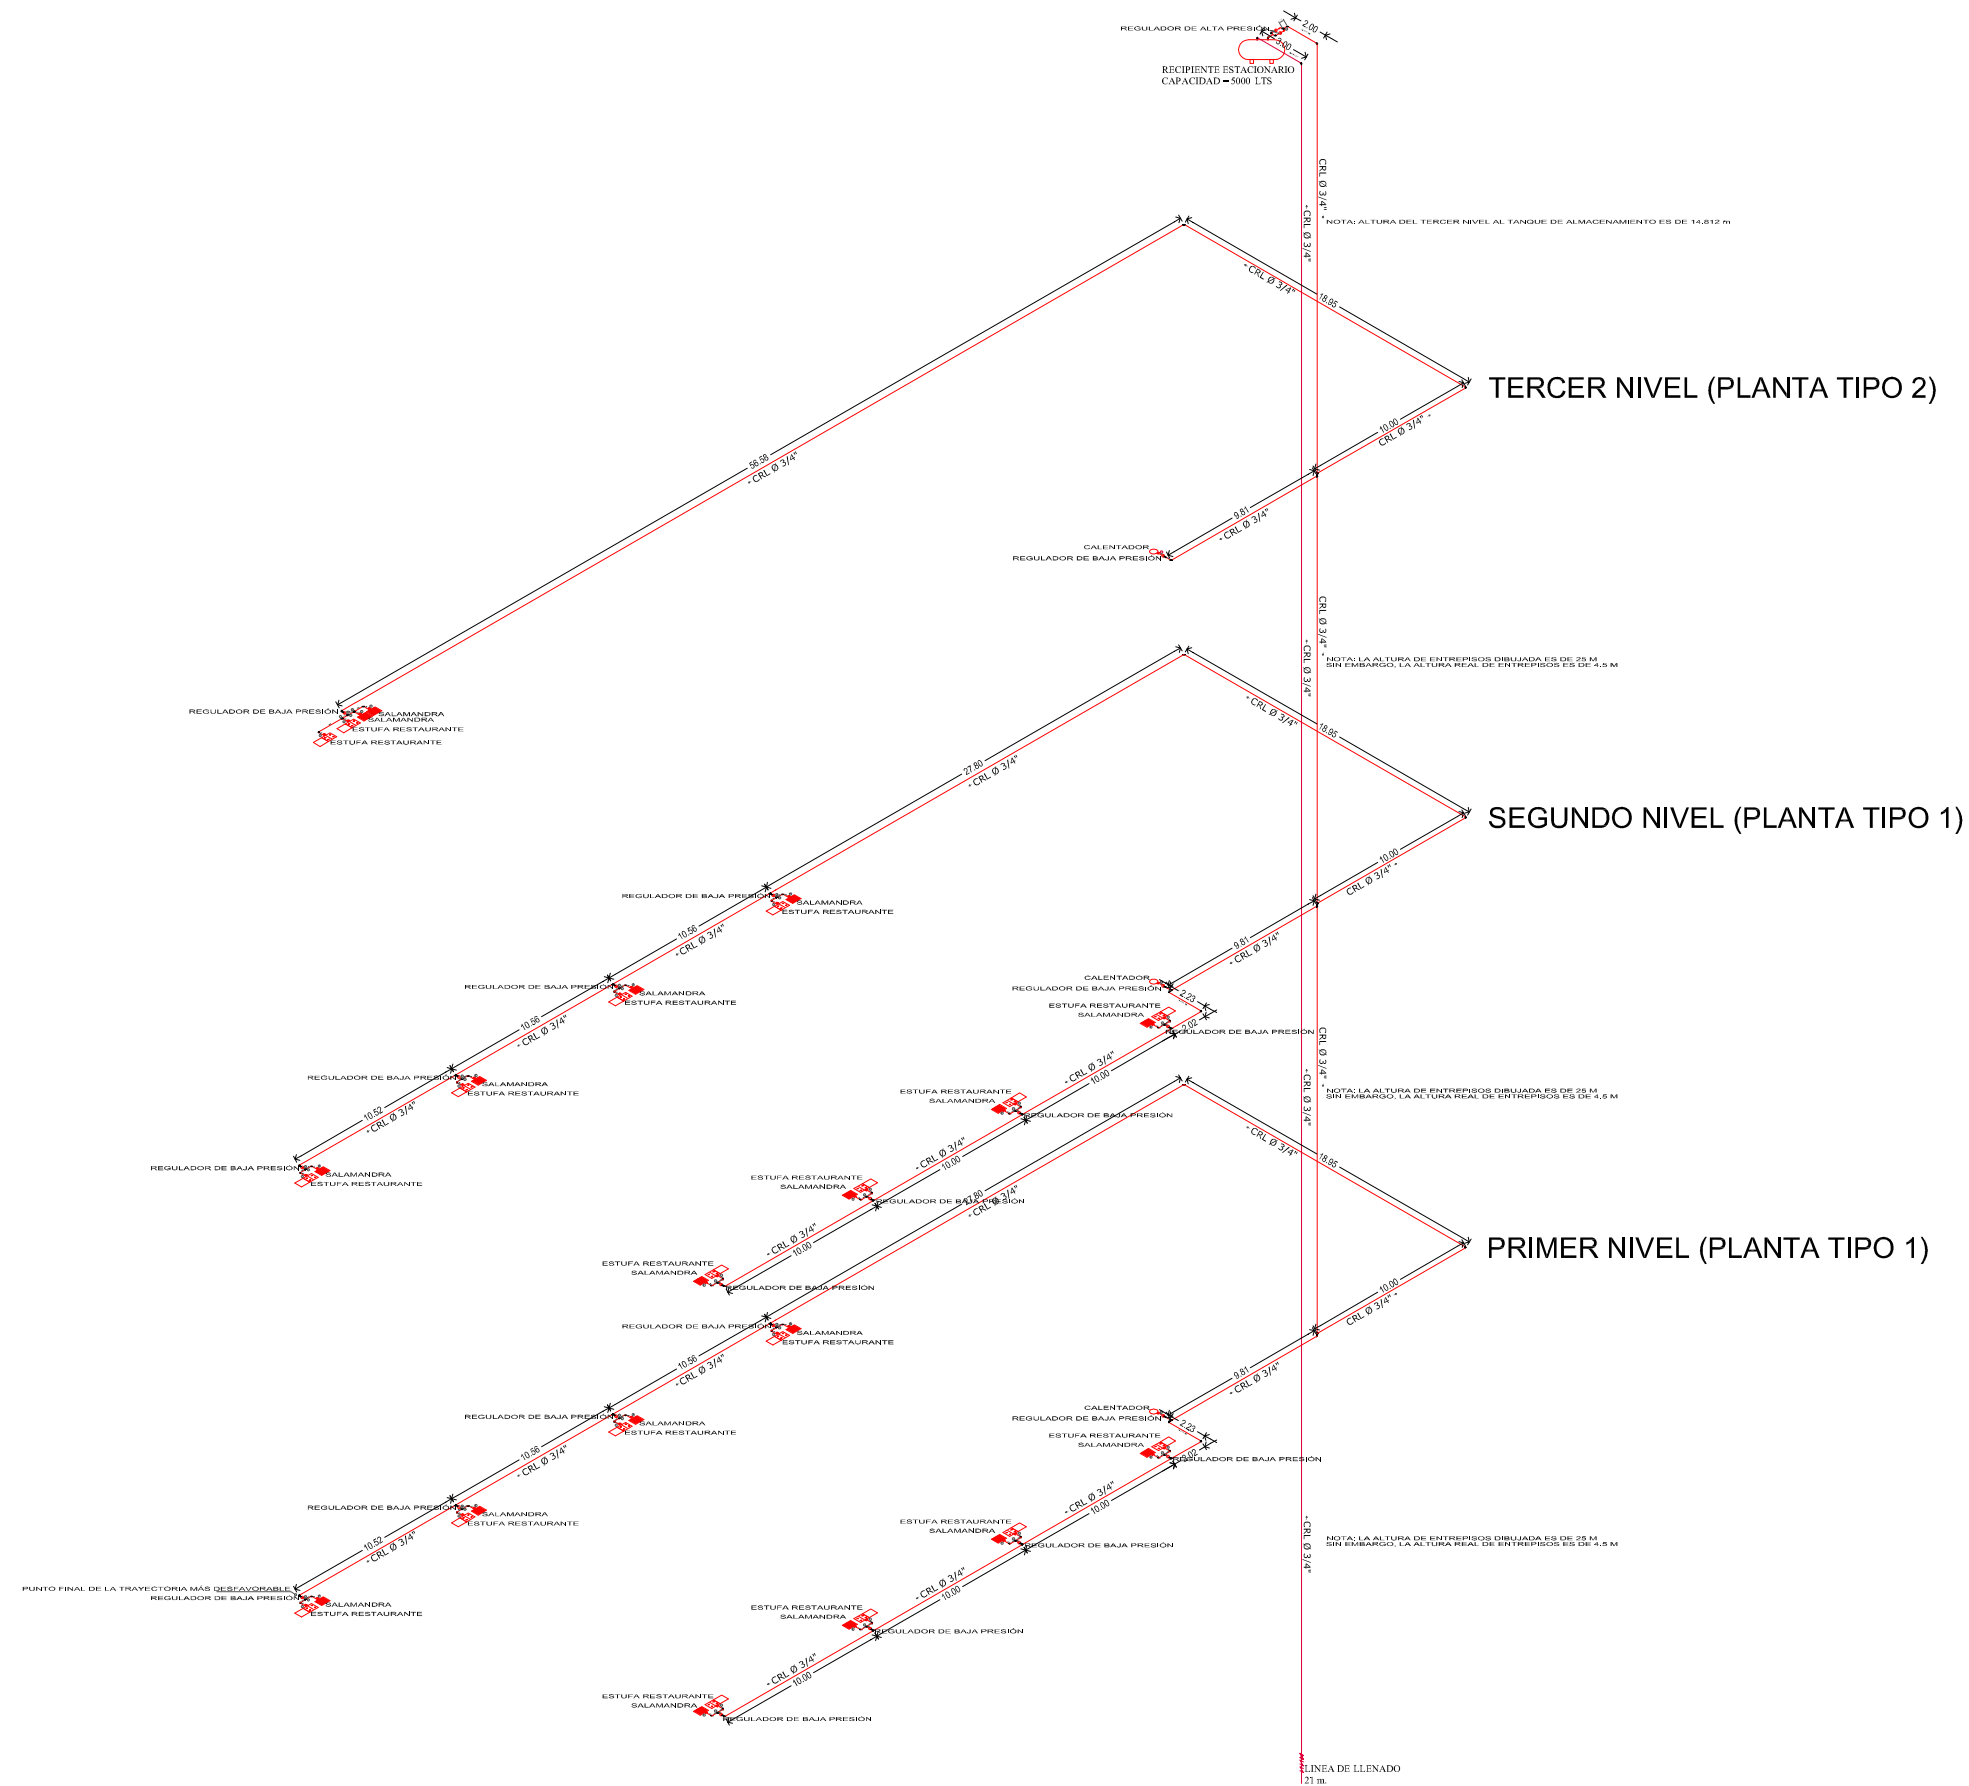 2.00
REGULADOR DE ALTA PRESIÓN
3.00
RECIPIENTE ESTACIONARIO
CAPACIDAD = 5000 LTS
CRL Ø 3/4"
CRL Ø 3/4"
NOTA: ALTURA DEL TERCER NIVEL AL TANQUE DE ALMACENAMIENTO ES DE 14.812 m
CRL Ø 3/4"
18.95
TERCER NIVEL (PLANTA TIPO 2)
10.00
CRL Ø 3/4"
56.58
CRL Ø 3/4"
9.81
CRL Ø 3/4"
CALENTADOR
REGULADOR DE BAJA PRESIÓN
CRL Ø 3/4"
CRL Ø 3/4"
NOTA: LA ALTURA DE ENTREPISOS DIBUJADA ES DE 25 M
SIN EMBARGO, LA ALTURA REAL DE ENTREPISOS ES DE 4.5 M
REGULADOR DE BAJA PRESIÓN
SALAMANDRA
SALAMANDRA
ESTUFA RESTAURANTE
ESTUFA RESTAURANTE
CRL Ø 3/4"
18.95
27.80
CRL Ø 3/4"
SEGUNDO NIVEL (PLANTA TIPO 1)
10.00
CRL Ø 3/4"
REGULADOR DE BAJA PRESIÓN
SALAMANDRA
ESTUFA RESTAURANTE
10.56
CRL Ø 3/4"
9.81
CRL Ø 3/4"
CALENTADOR
REGULADOR DE BAJA PRESIÓN
2.23
REGULADOR DE BAJA PRESIÓN
SALAMANDRA
ESTUFA RESTAURANTE
ESTUFA RESTAURANTE
SALAMANDRA
2.02
REGULADOR DE BAJA PRESIÓN
10.56
CRL Ø 3/4"
CRL Ø 3/4"
10.00
CRL Ø 3/4"
CRL Ø 3/4"
NOTA: LA ALTURA DE ENTREPISOS DIBUJADA ES DE 25 M
SIN EMBARGO, LA ALTURA REAL DE ENTREPISOS ES DE 4.5 M
REGULADOR DE BAJA PRESIÓN
SALAMANDRA
ESTUFA RESTAURANTE
ESTUFA RESTAURANTE
SALAMANDRA
REGULADOR DE BAJA PRESIÓN
10.52
CRL Ø 3/4"
CRL Ø 3/4"
10.00
CRL Ø 3/4"
18.95
REGULADOR DE BAJA PRESIÓN
SALAMANDRA
ESTUFA RESTAURANTE
ESTUFA RESTAURANTE
SALAMANDRA
REGULADOR DE BAJA PRESIÓN
27.80
CRL Ø 3/4"
CRL Ø 3/4"
10.00
PRIMER NIVEL (PLANTA TIPO 1)
ESTUFA RESTAURANTE
SALAMANDRA
REGULADOR DE BAJA PRESIÓN
10.00
CRL Ø 3/4"
REGULADOR DE BAJA PRESIÓN
SALAMANDRA
ESTUFA RESTAURANTE
10.56
CRL Ø 3/4"
9.81
CRL Ø 3/4"
CALENTADOR
REGULADOR DE BAJA PRESIÓN
2.23
REGULADOR DE BAJA PRESIÓN
SALAMANDRA
ESTUFA RESTAURANTE
ESTUFA RESTAURANTE
SALAMANDRA
2.02
REGULADOR DE BAJA PRESIÓN
10.56
CRL Ø 3/4"
CRL Ø 3/4"
10.00
REGULADOR DE BAJA PRESIÓN
SALAMANDRA
ESTUFA RESTAURANTE
ESTUFA RESTAURANTE
SALAMANDRA
REGULADOR DE BAJA PRESIÓN
CRL Ø 3/4"
NOTA: LA ALTURA DE ENTREPISOS DIBUJADA ES DE 25 M
SIN EMBARGO, LA ALTURA REAL DE ENTREPISOS ES DE 4.5 M
10.52
CRL Ø 3/4"
CRL Ø 3/4"
10.00
PUNTO FINAL DE LA TRAYECTORIA MÁS DESFAVORABLE
REGULADOR DE BAJA PRESIÓN
SALAMANDRA
ESTUFA RESTAURANTE
ESTUFA RESTAURANTE
SALAMANDRA
REGULADOR DE BAJA PRESIÓN
CRL Ø 3/4"
10.00
ESTUFA RESTAURANTE
SALAMANDRA
REGULADOR DE BAJA PRESIÓN
LINEA DE LLENADO
21 m.